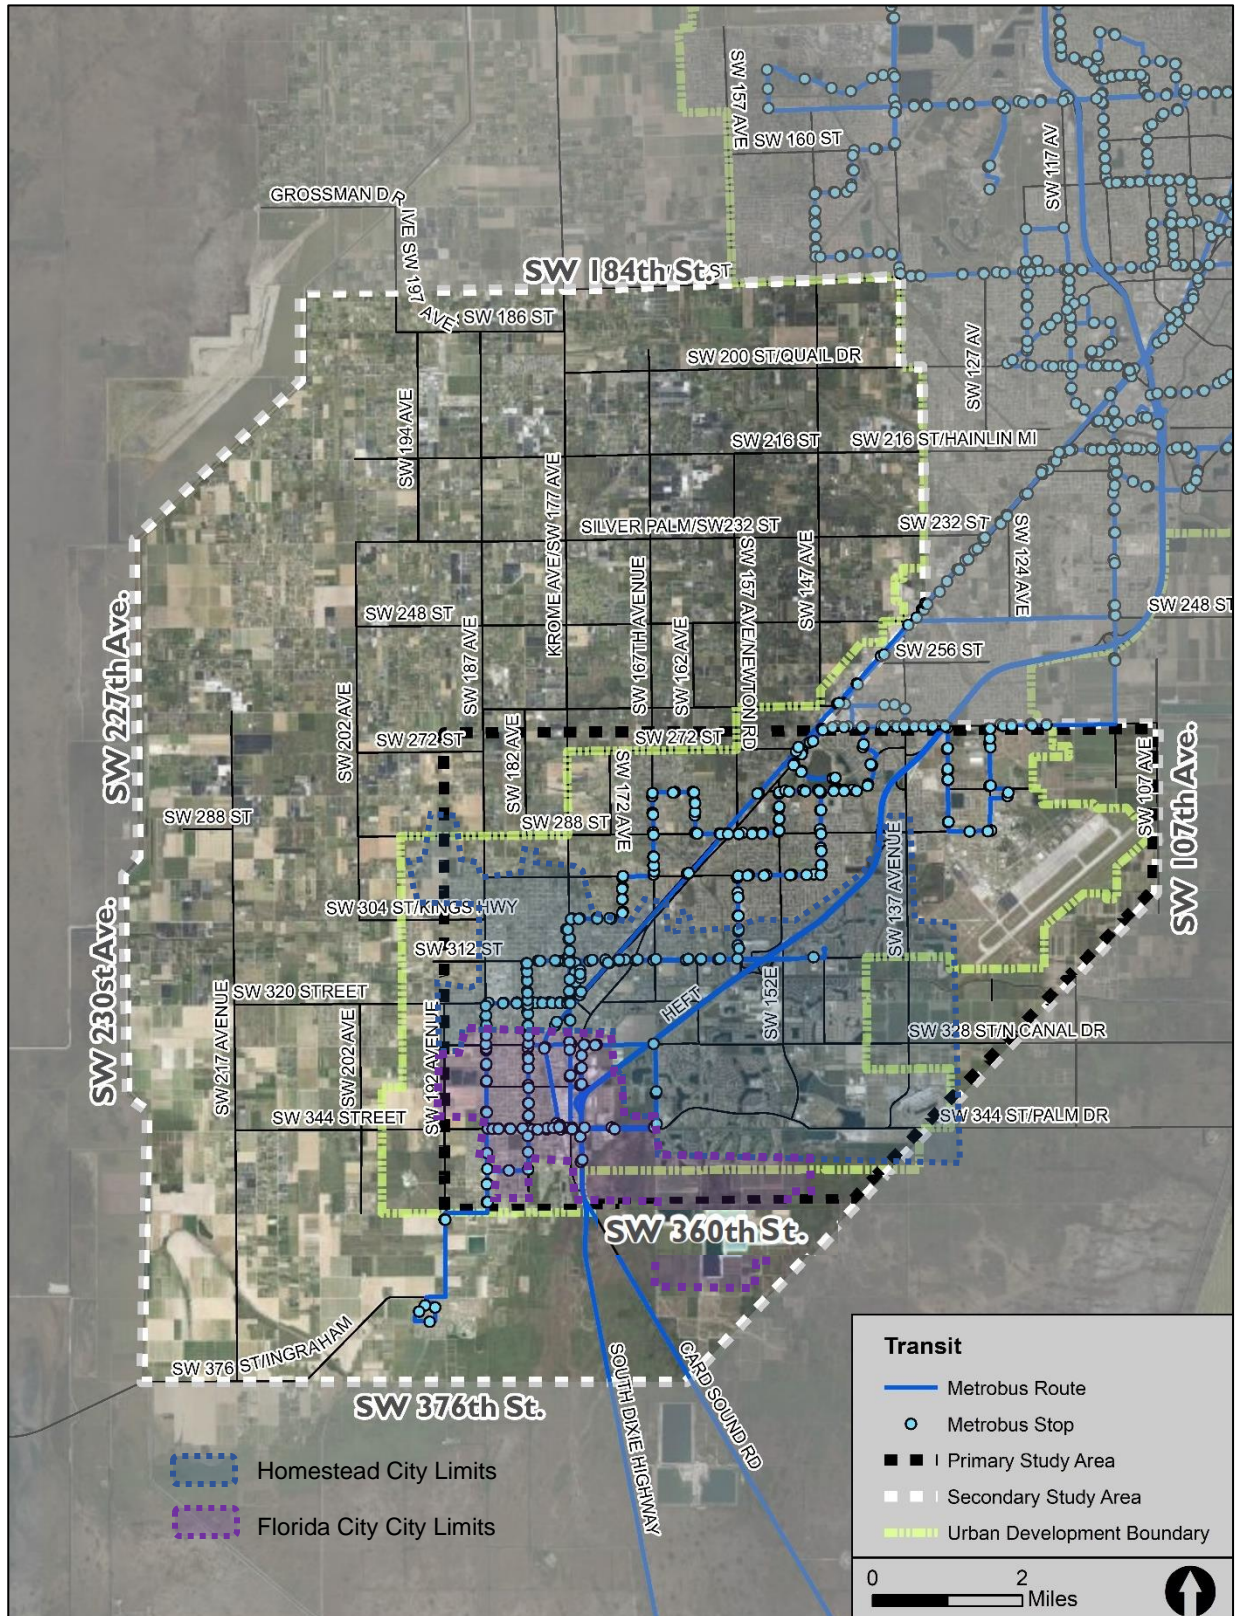 SW 157 AVE
SW 160 ST
SW 117 AV
GROSSMAN DR
IVE SW 197 AVE
SW 184th St.
ST
SW 186 ST
SW 200 ST/QUAIL DR
SW 127 AV
SW 194 AVE
SW 216 ST
SW 216 ST/HAINLIN MI
KROME AVE/SW 177 AVE
SILVER PALM/SW232 ST
SW 232 ST
SW 124 AVE
SW 157 AVE/NEWTON RD
SW 147 AVE
SW 167TH AVENUE
SW 162 AVE
SW 248 ST
SW 248 ST
SW 187 AVE
SW 256 ST
SW 227th Ave.
SW 202 AVE
SW 182 AVE
SW 272 ST
SW 272 ST
SW 172 AVE
SW 107 AVE
SW 107th Ave.
SW 288 ST
SW 288 ST
SW 137 AVENUE
SW 304 ST/KINGS HWY
SW 312 ST
SW 230st Ave.
SW 320 STREET
HEFT
SW 152E
SW 217 AVENUE
SW 202 AVE
SW 192 AVENUE
SW 328 ST/N CANAL DR
SW 344 STREET
SW 344 ST/PALM DR
SW 360th St.
SW 376 ST/INGRAHAM
SW 376th St.
SOUTH DIXIE HIGHWAY
CARD SOUND RD
Homestead City Limits
Florida City City Limits
Transit
Metrobus Route
Metrobus Stop
Primary Study Area
Secondary Study Area
Urban Development Boundary
0 2
Miles